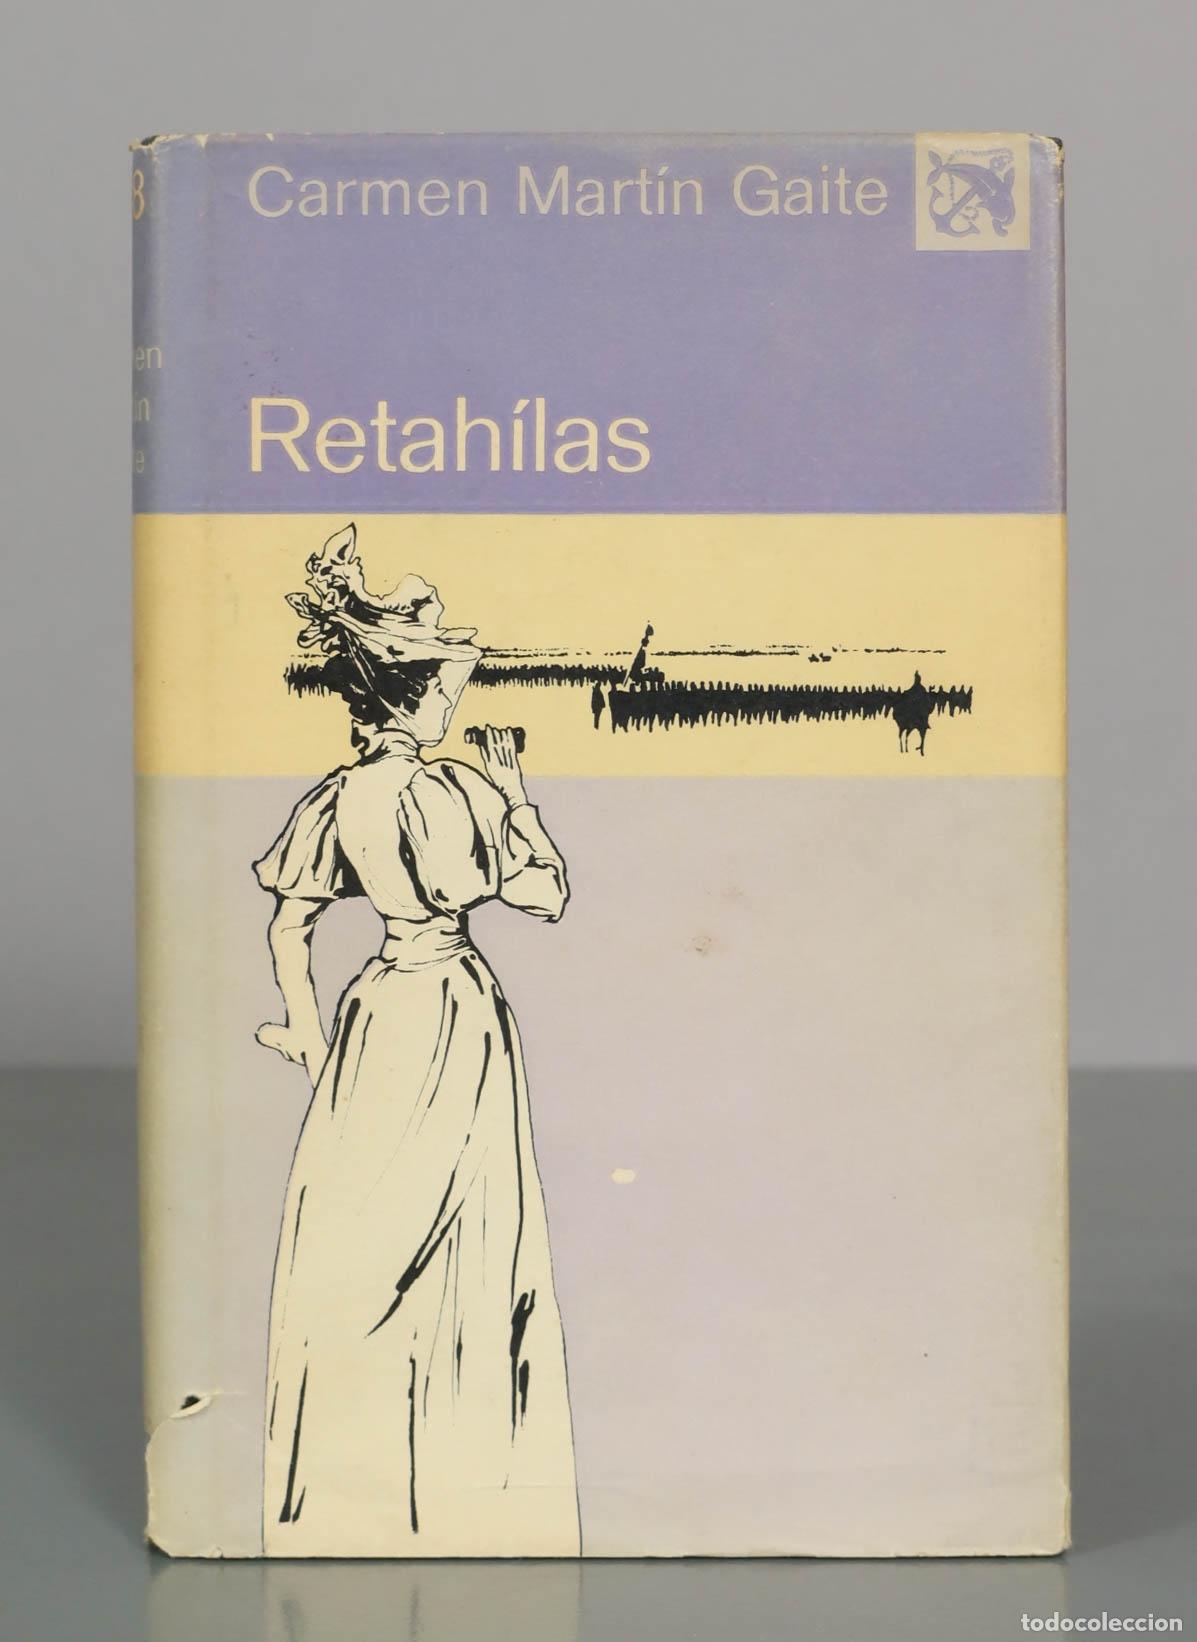 Carmen Martín Gaite
Retahílas
todocoleccion